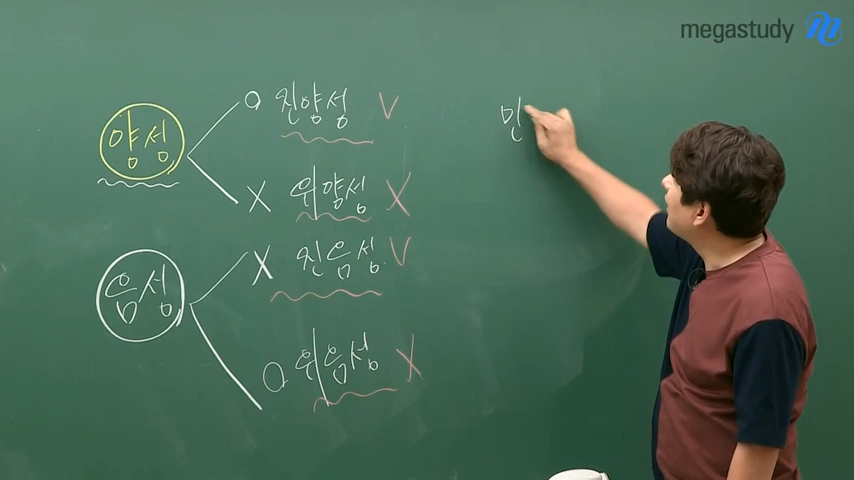 megastudy
양성
O 진양성 V
X 위양성 X
음성
X 진음성 V
O 위음성 X
민